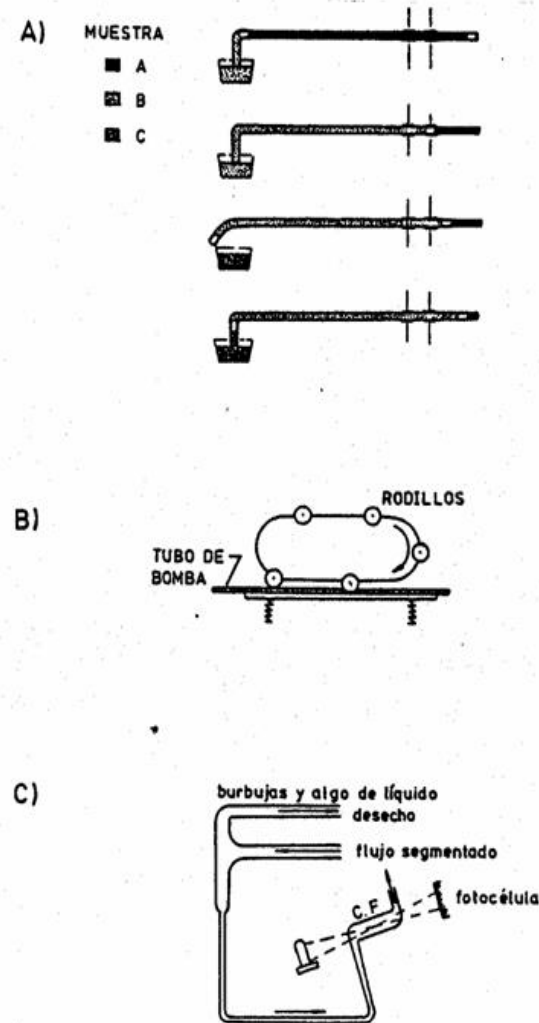 A)
MUESTRA
A
B
C
B)
RODILLOS
TUBO DE
BOMBA
C)
burbujas y algo de líquido
desecho
flujo segmentado
C.F
fotocélula